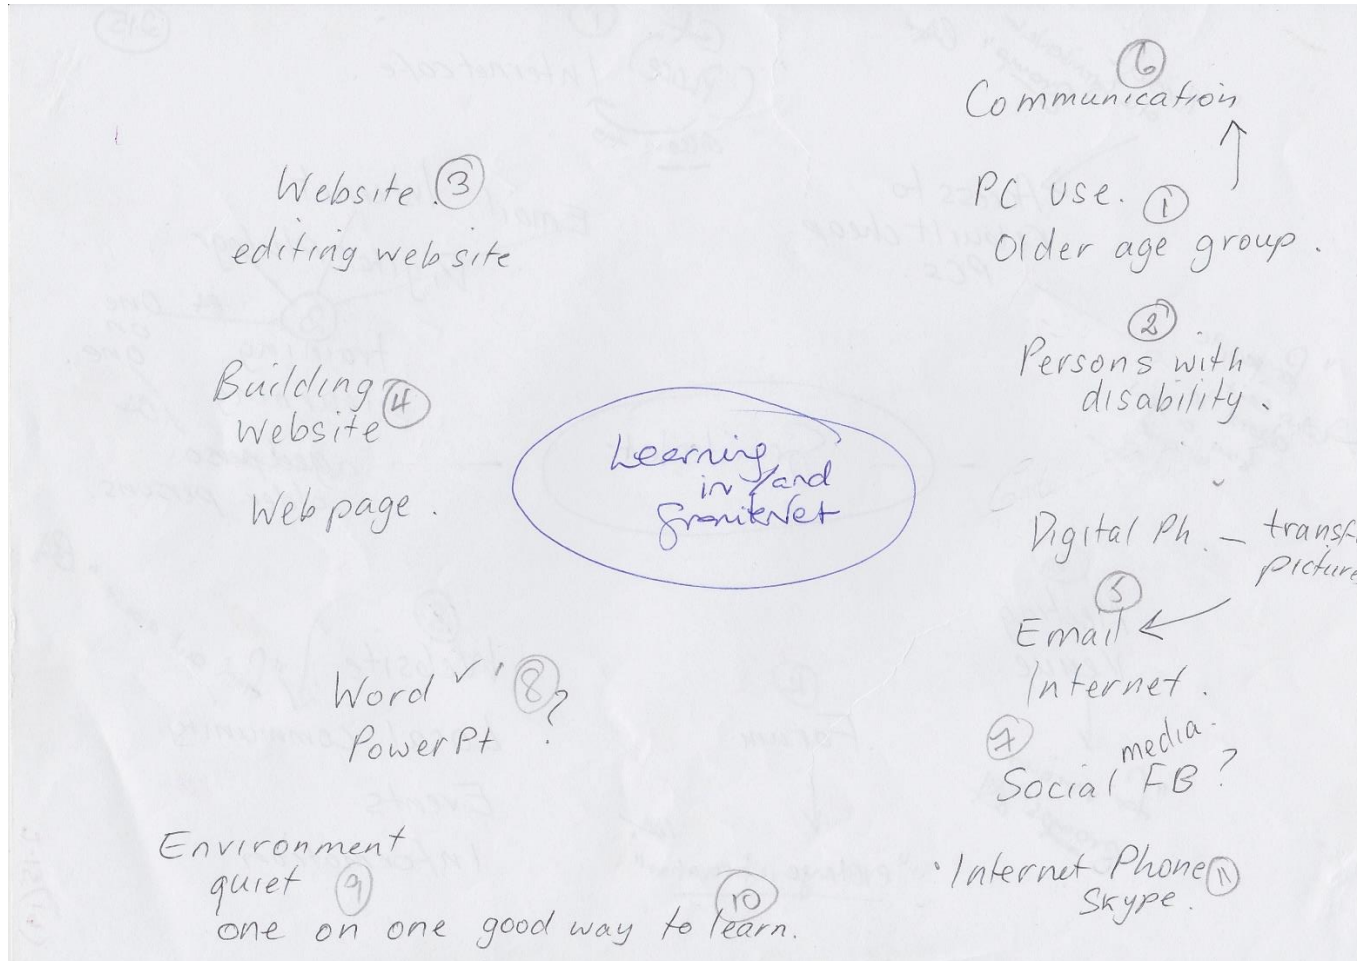 6
Communication
PC use. 1
Older age group.
2
Persons with
disability.
Digital Ph. – transf
picture
5
Email
Internet.
7
media.
Social FB?
Internet Phone 11
Skype.
Website. 3
editing website
Building
Website 4
Web page.
Learning
in/and
GraniteNet
Word ✓ 8
PowerPt ?
Environment
quiet 9
10
one on one good way to learn.